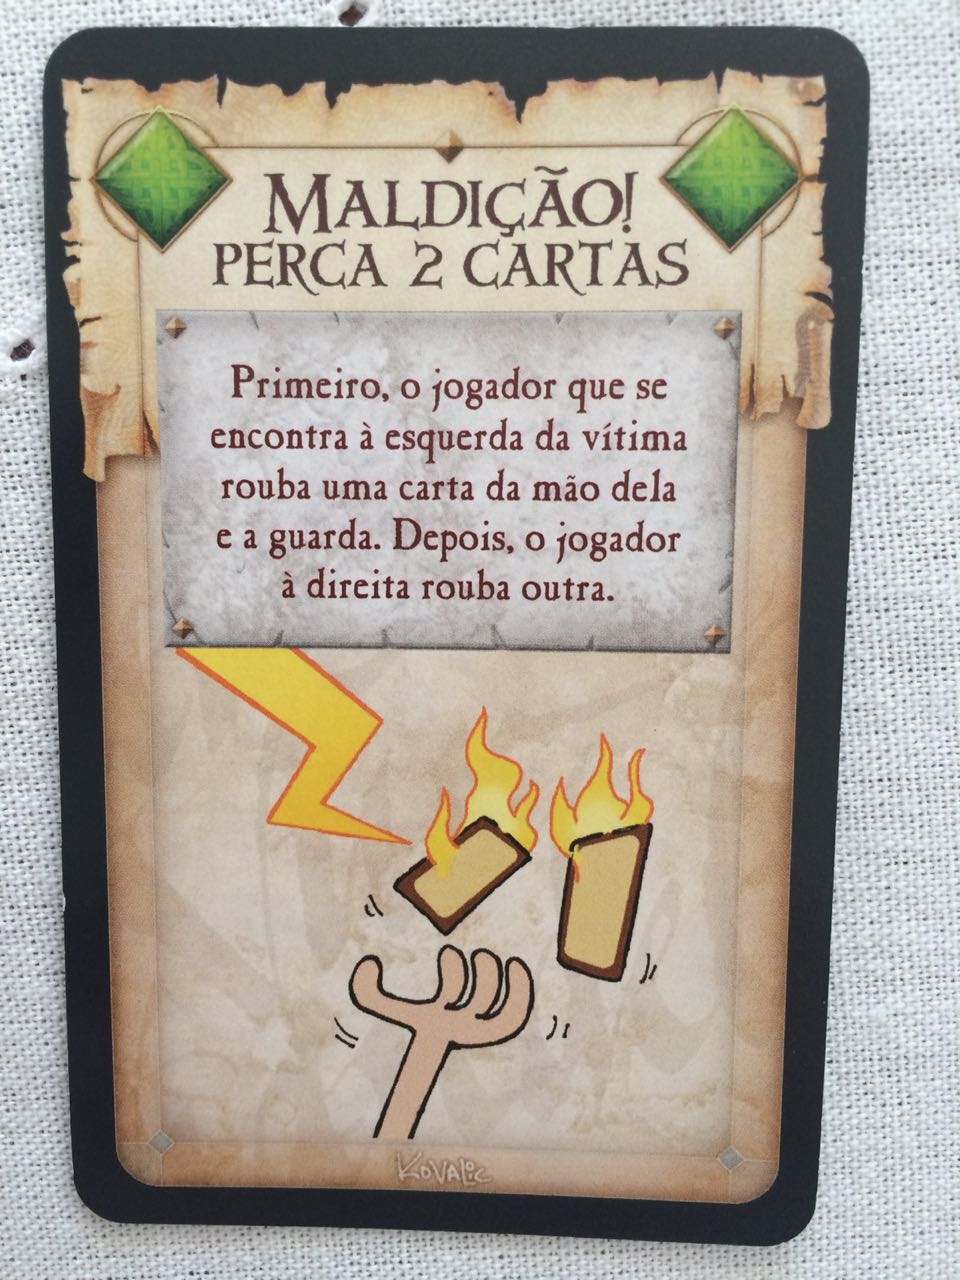 MALDIÇÃO!
PERCA 2 CARTAS
Primeiro, o jogador que se
encontra à esquerda da vítima
rouba uma carta da mão dela
e a guarda. Depois, o jogador
à direita rouba outra.
KOVALIC